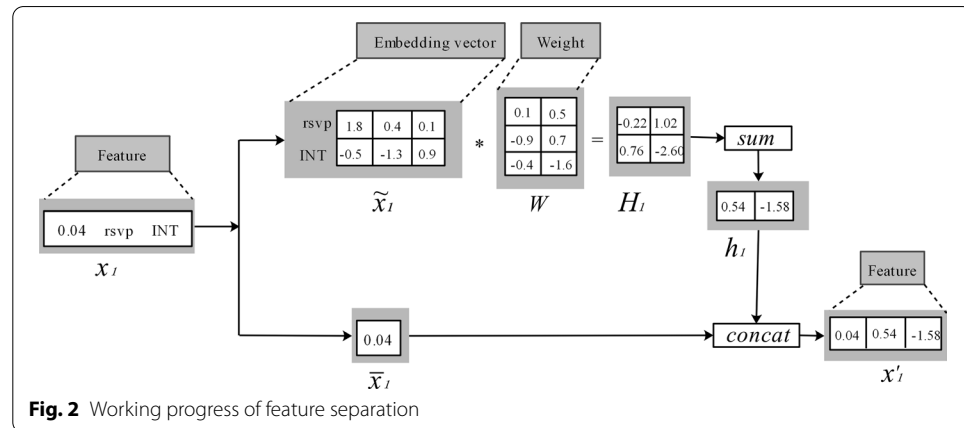 Embedding vector
Weight
Feature
rsvp 1.8 0.4 0.1
INT -0.5 -1.3 0.9
*
0.1 0.5
-0.9 0.7
-0.4 -1.6
=
-0.22 1.02
0.76 -2.60
sum
x̃1
W
H1
0.04 rsvp INT
x1
0.54 -1.58
h1
Feature
0.04
x̄1
concat
0.04 0.54 -1.58
x'1
Fig. 2 Working progress of feature separation